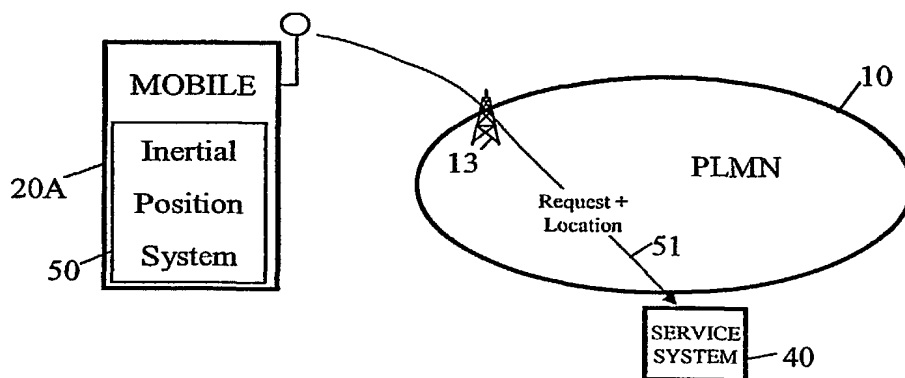 MOBILE
Inertial
Position
System
20A
50
10
PLMN
13
Request +
Location
51
SERVICE
SYSTEM
40